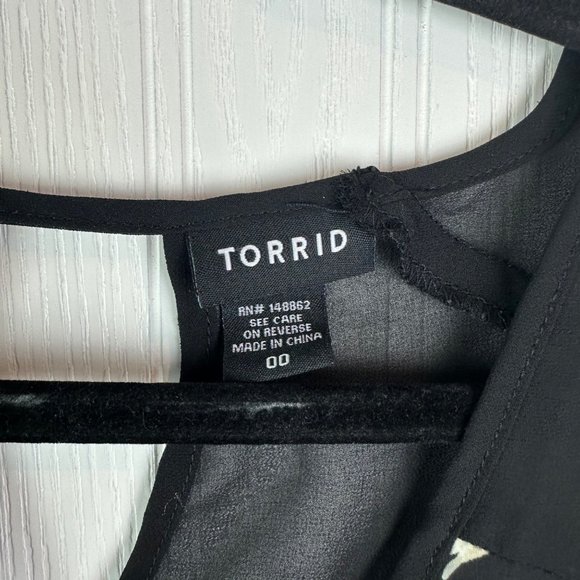 TORRID
RN# 148862
SEE CARE
ON REVERSE
MADE IN CHINA
00